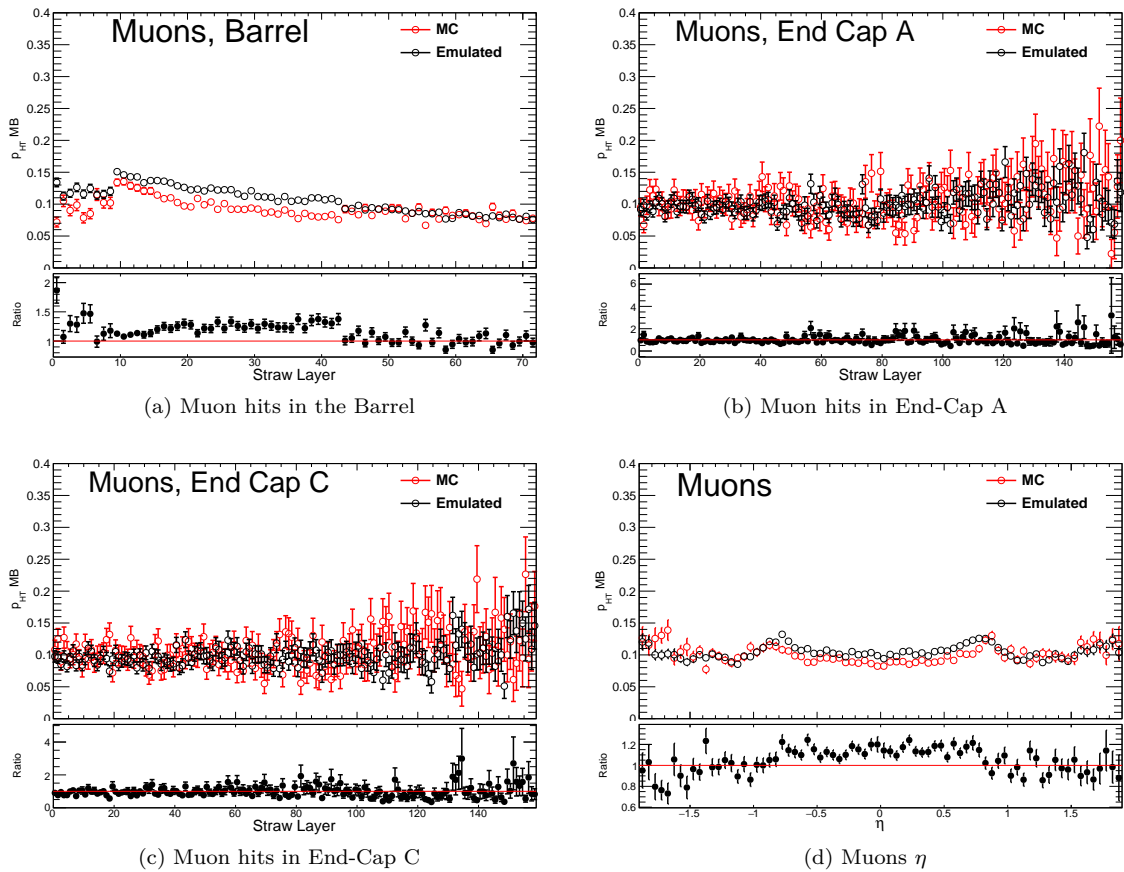 Muons, Barrel
MC
Emulated
p_HT MB
0.4
0.35
0.3
0.25
0.2
0.15
0.1
0.05
0
Ratio
2
1.5
1
0 10 20 30 40 50 60 70
Straw Layer
(a) Muon hits in the Barrel
Muons, End Cap A
MC
Emulated
p_HT MB
0.4
0.35
0.3
0.25
0.2
0.15
0.1
0.05
0
Ratio
6
4
2
0
0 20 40 60 80 100 120 140
Straw Layer
(b) Muon hits in End-Cap A
Muons, End Cap C
MC
Emulated
p_HT MB
0.4
0.35
0.3
0.25
0.2
0.15
0.1
0.05
0
Ratio
4
2
0
0 20 40 60 80 100 120 140
Straw Layer
(c) Muon hits in End-Cap C
Muons
MC
Emulated
p_HT MB
0.4
0.35
0.3
0.25
0.2
0.15
0.1
0.05
0
Ratio
1.2
1
0.8
0.6
−1.5 −1 −0.5 0 0.5 1 1.5
η
(d) Muons η